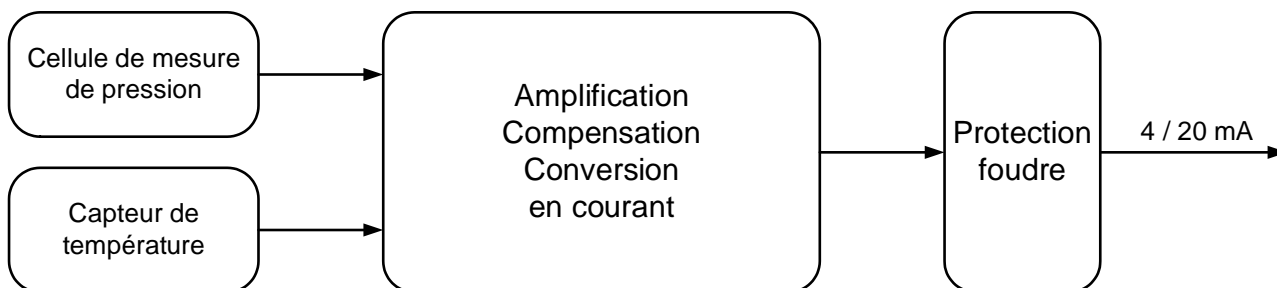 Cellule de mesure
de pression
Capteur de
température
Amplification
Compensation
Conversion
en courant
Protection
foudre
4 / 20 mA